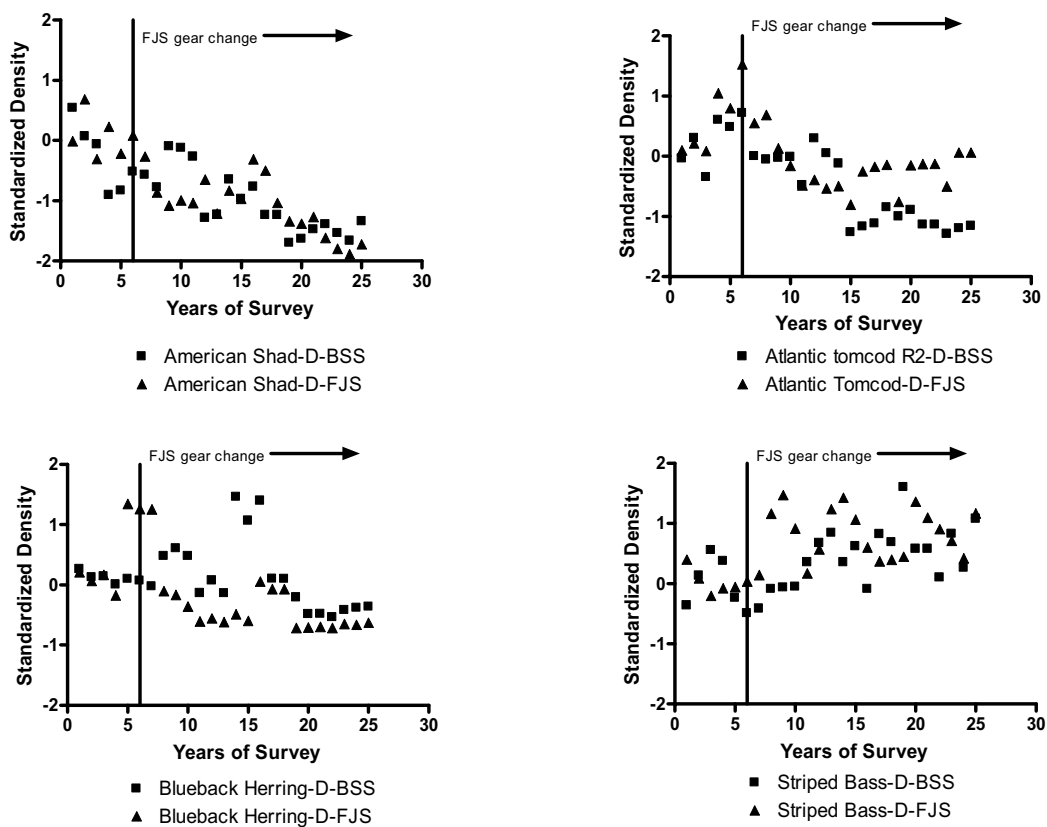 FJS gear change
Standardized Density
2
1
0
-1
-2
0
5
10
15
20
25
30
Years of Survey
American Shad-D-BSS
American Shad-D-FJS
FJS gear change
Standardized Density
2
1
0
-1
-2
0
5
10
15
20
25
30
Years of Survey
Atlantic tomcod R2-D-BSS
Atlantic Tomcod-D-FJS
FJS gear change
Standardized Density
2
1
0
-1
-2
0
5
10
15
20
25
30
Years of Survey
Blueback Herring-D-BSS
Blueback Herring-D-FJS
FJS gear change
Standardized Density
2
1
0
-1
-2
0
5
10
15
20
25
30
Years of Survey
Striped Bass-D-BSS
Striped Bass-D-FJS